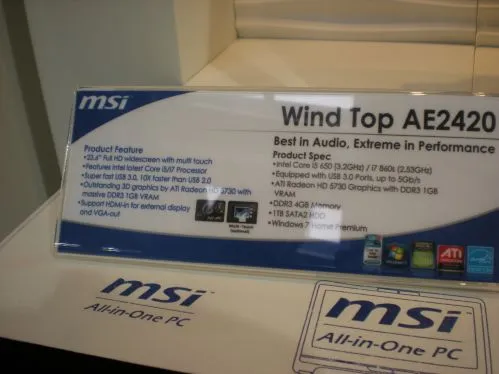 msi
Wind Top AE2420
Best in Audio, Extreme in Performance
Product Feature
•23.6" Full HD widescreen with multi touch
•Features Intel latest Core i5/i7 Processor
•Super fast USB 3.0, 10X faster than USB 2.0
•Outstanding 3D graphics by ATi Radeon HD 5730 with
massive DDR3 1GB VRAM
•Support HDMI-in for external display
and VGA-out
Product Spec
•Intel Core i5 650 (3.2GHz) / i7 860s (2.53GHz)
•Equipped with USB 3.0 Ports, up to 5Gb/s
•ATi Radeon HD 5730 Graphics with DDR3 1GB
VRAM
•DDR3 4GB Memory
•1TB SATA2 HDD
•Windows 7 Home Premium
Multi-Touch
ATI
msi
All-in-One PC
msi
All-in-One PC